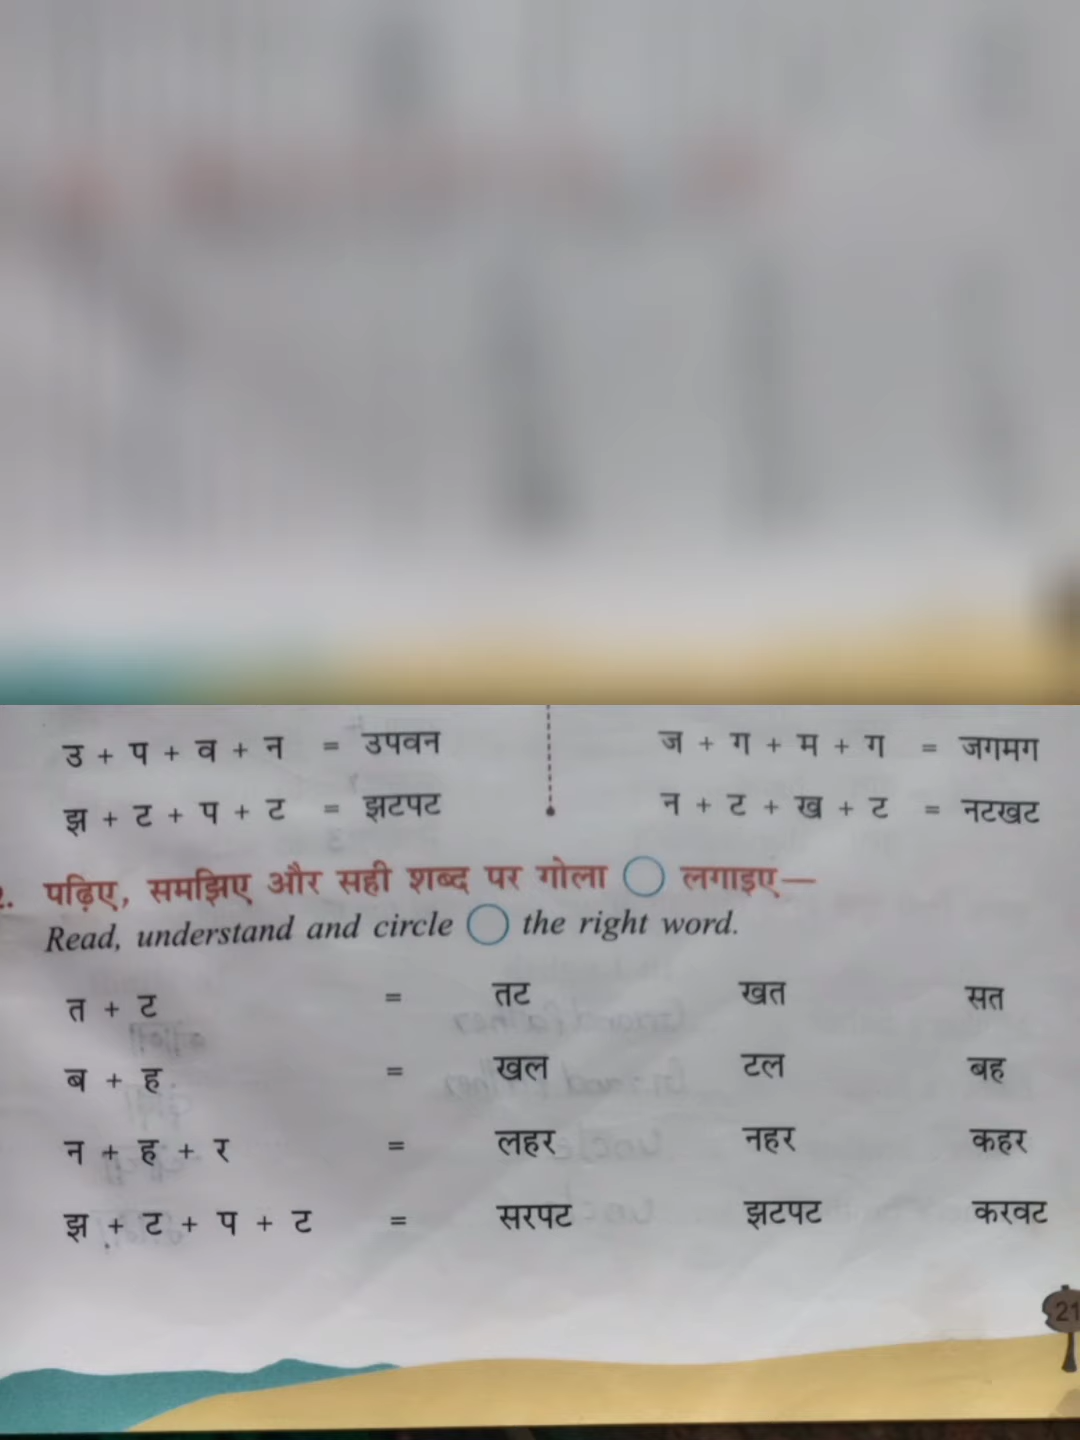 उ + प + व + न = उपवन ज + ग + म + ग = जगमग
झ + ट + प + ट = झटपट न + ट + ख + ट = नटखट
पढ़िए, समझिए और सही शब्द पर गोला लगाइए—
Read, understand and circle the right word.
त + ट = तट खत सत
ब + ह = खल टल बह
न + ह + र = लहर नहर कहर
झ + ट + प + ट = सरपट झटपट करवट
21